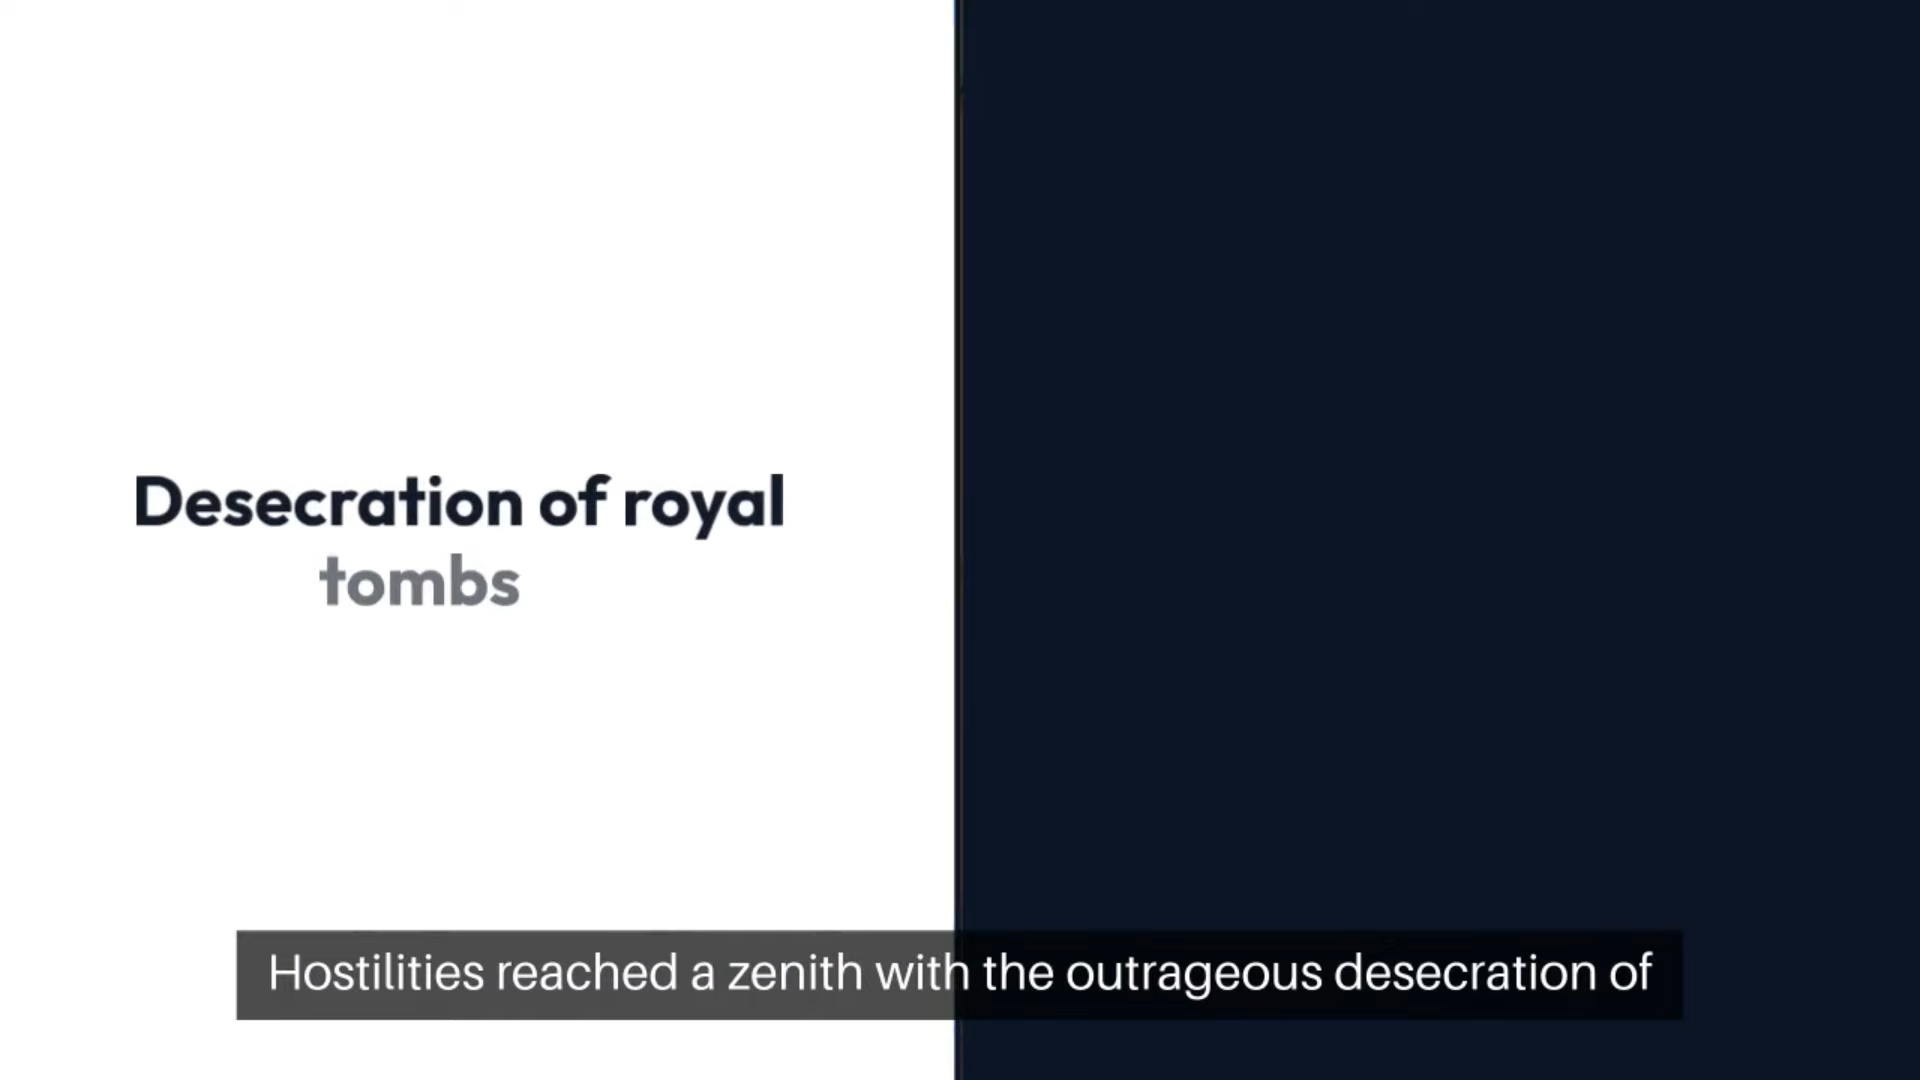 Desecration of royal
tombs
Hostilities reached a zenith with the outrageous desecration of